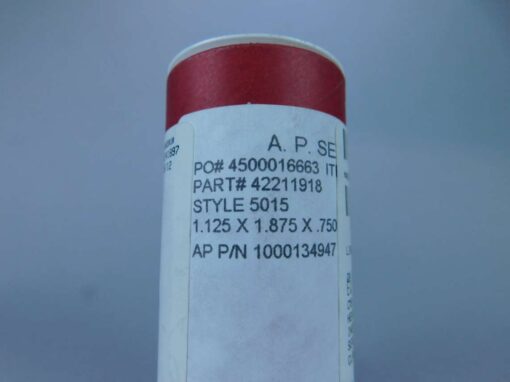 A. P. SE
PO# 4500016663 IT
PART# 42211918
STYLE 5015
1.125 X 1.875 X .750
AP P/N 1000134947